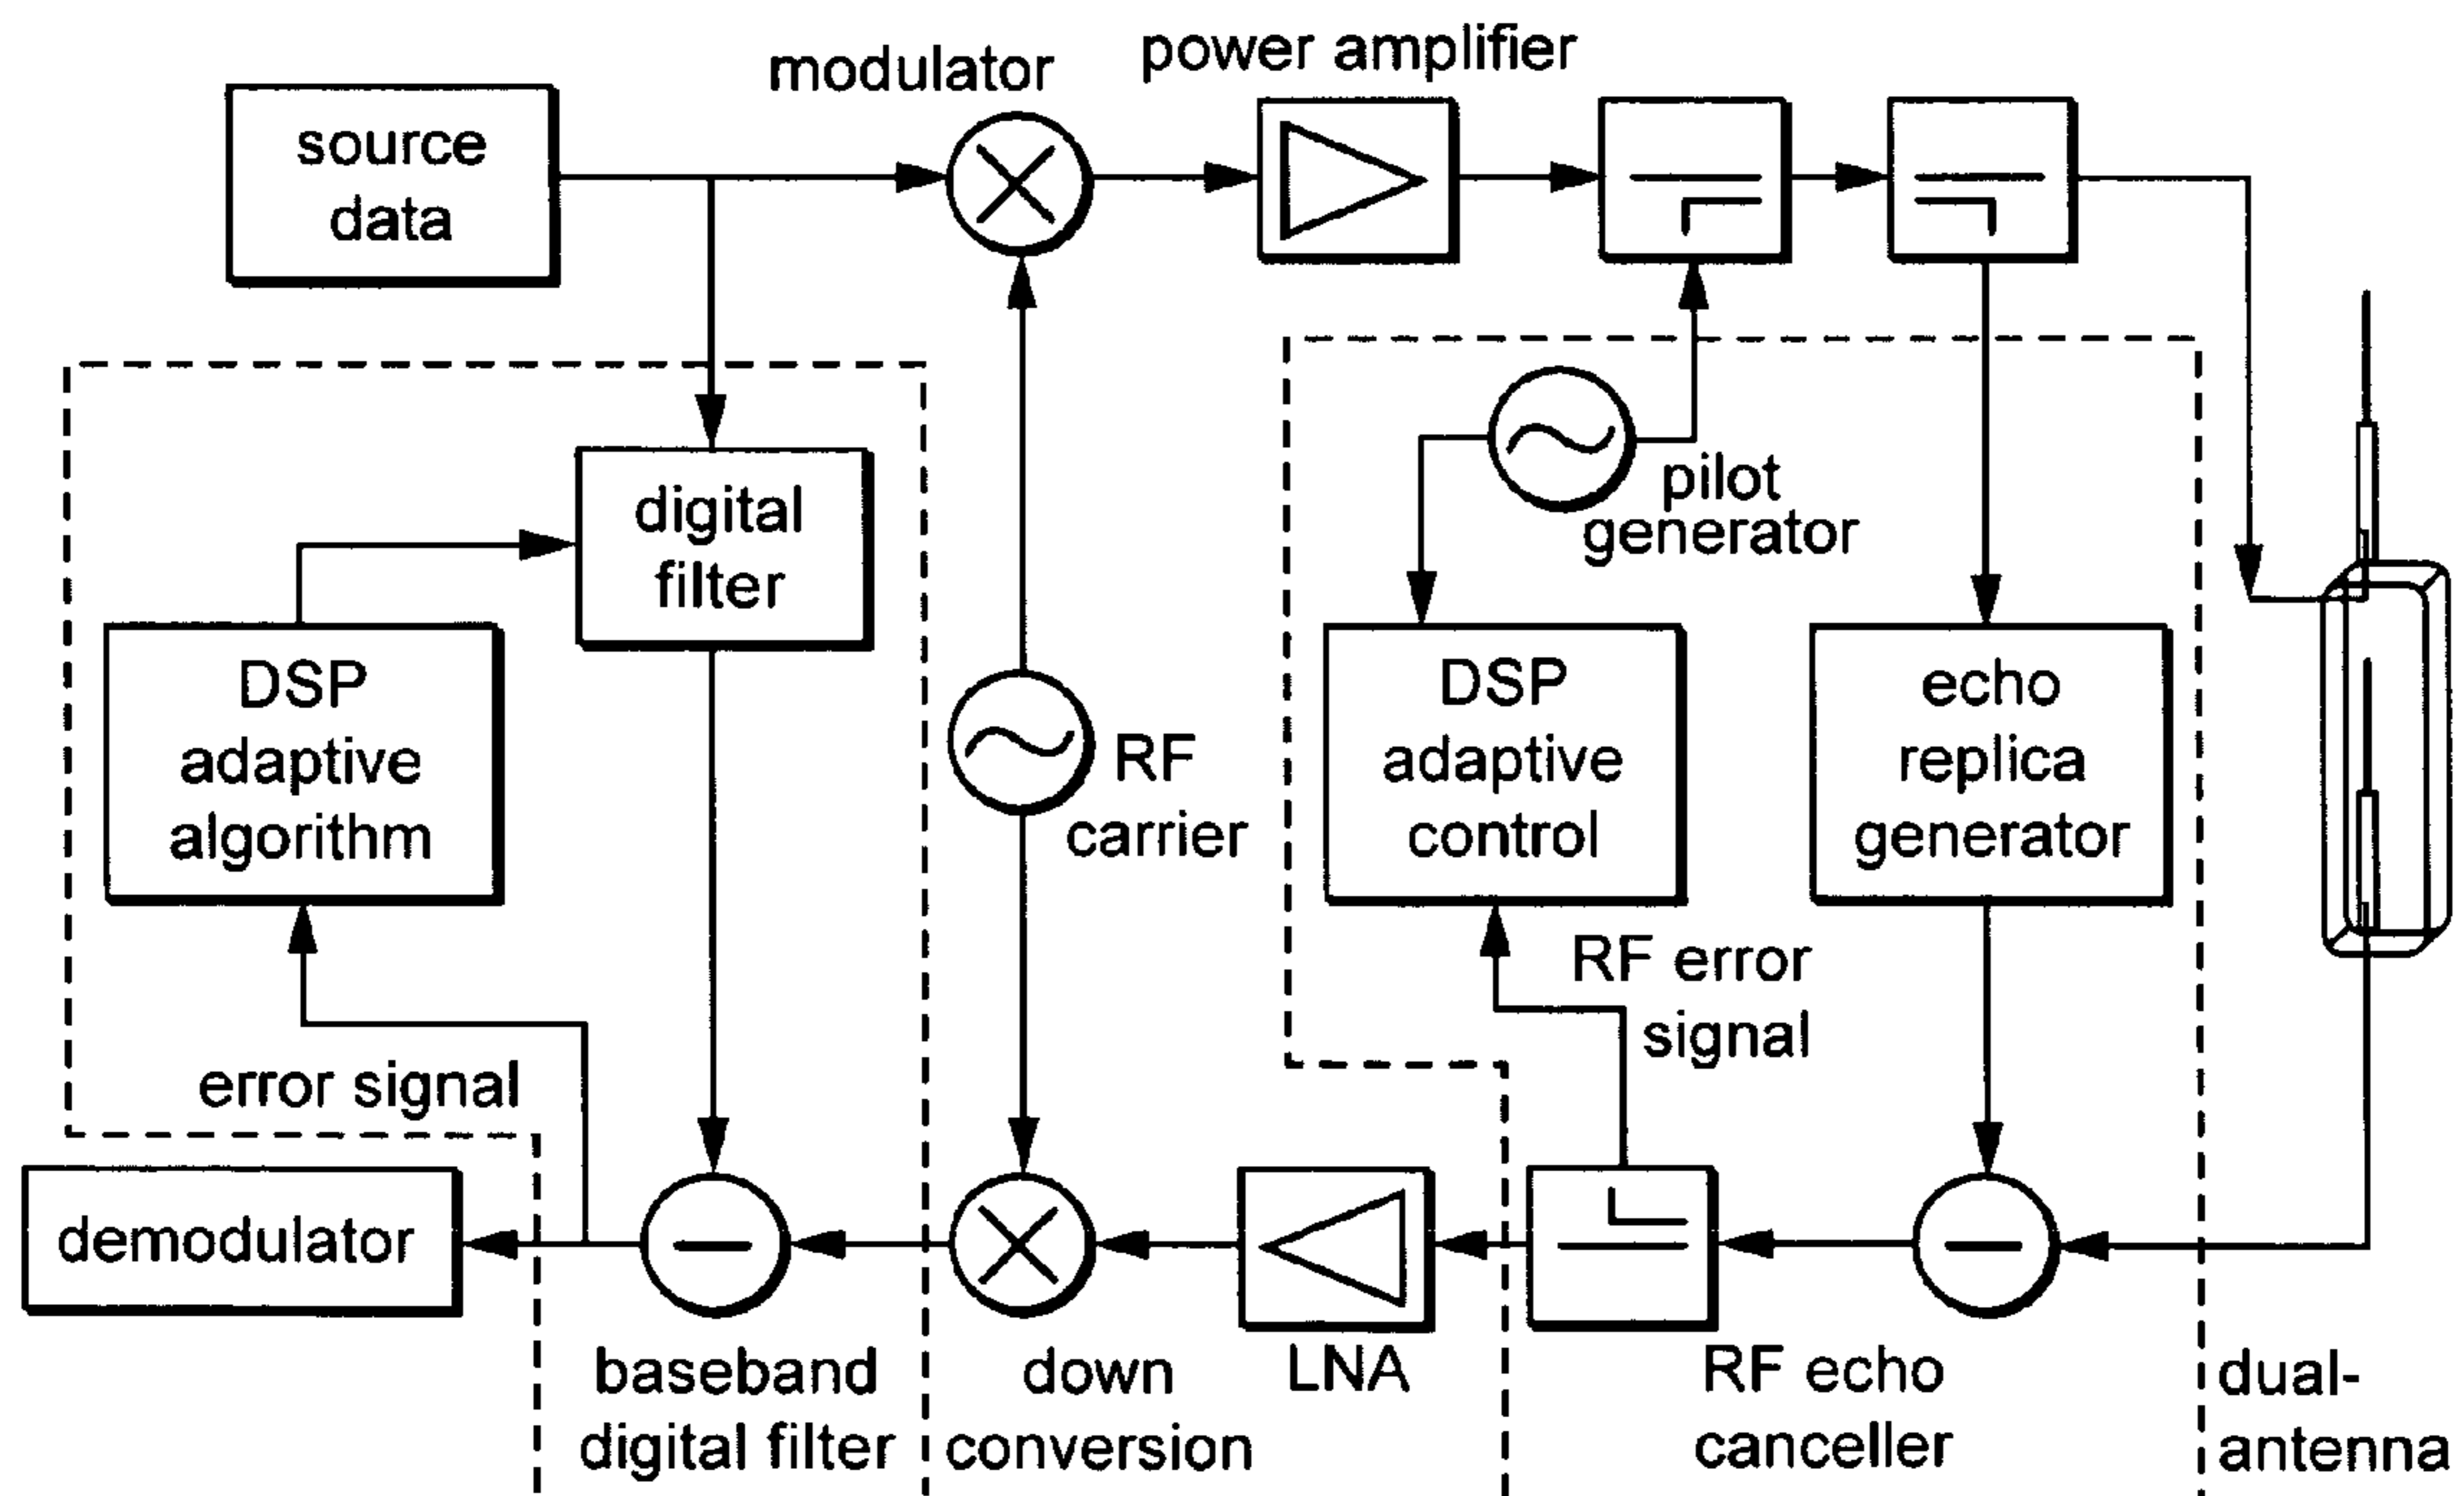 modulator
power amplifier
source
data
pilot
generator
digital
filter
DSP
adaptive
algorithm
RF
carrier
DSP
adaptive
control
echo
replica
generator
RF error
signal
error signal
demodulator
baseband
digital filter
down
conversion
LNA
RF echo
canceller
dual-
antenna